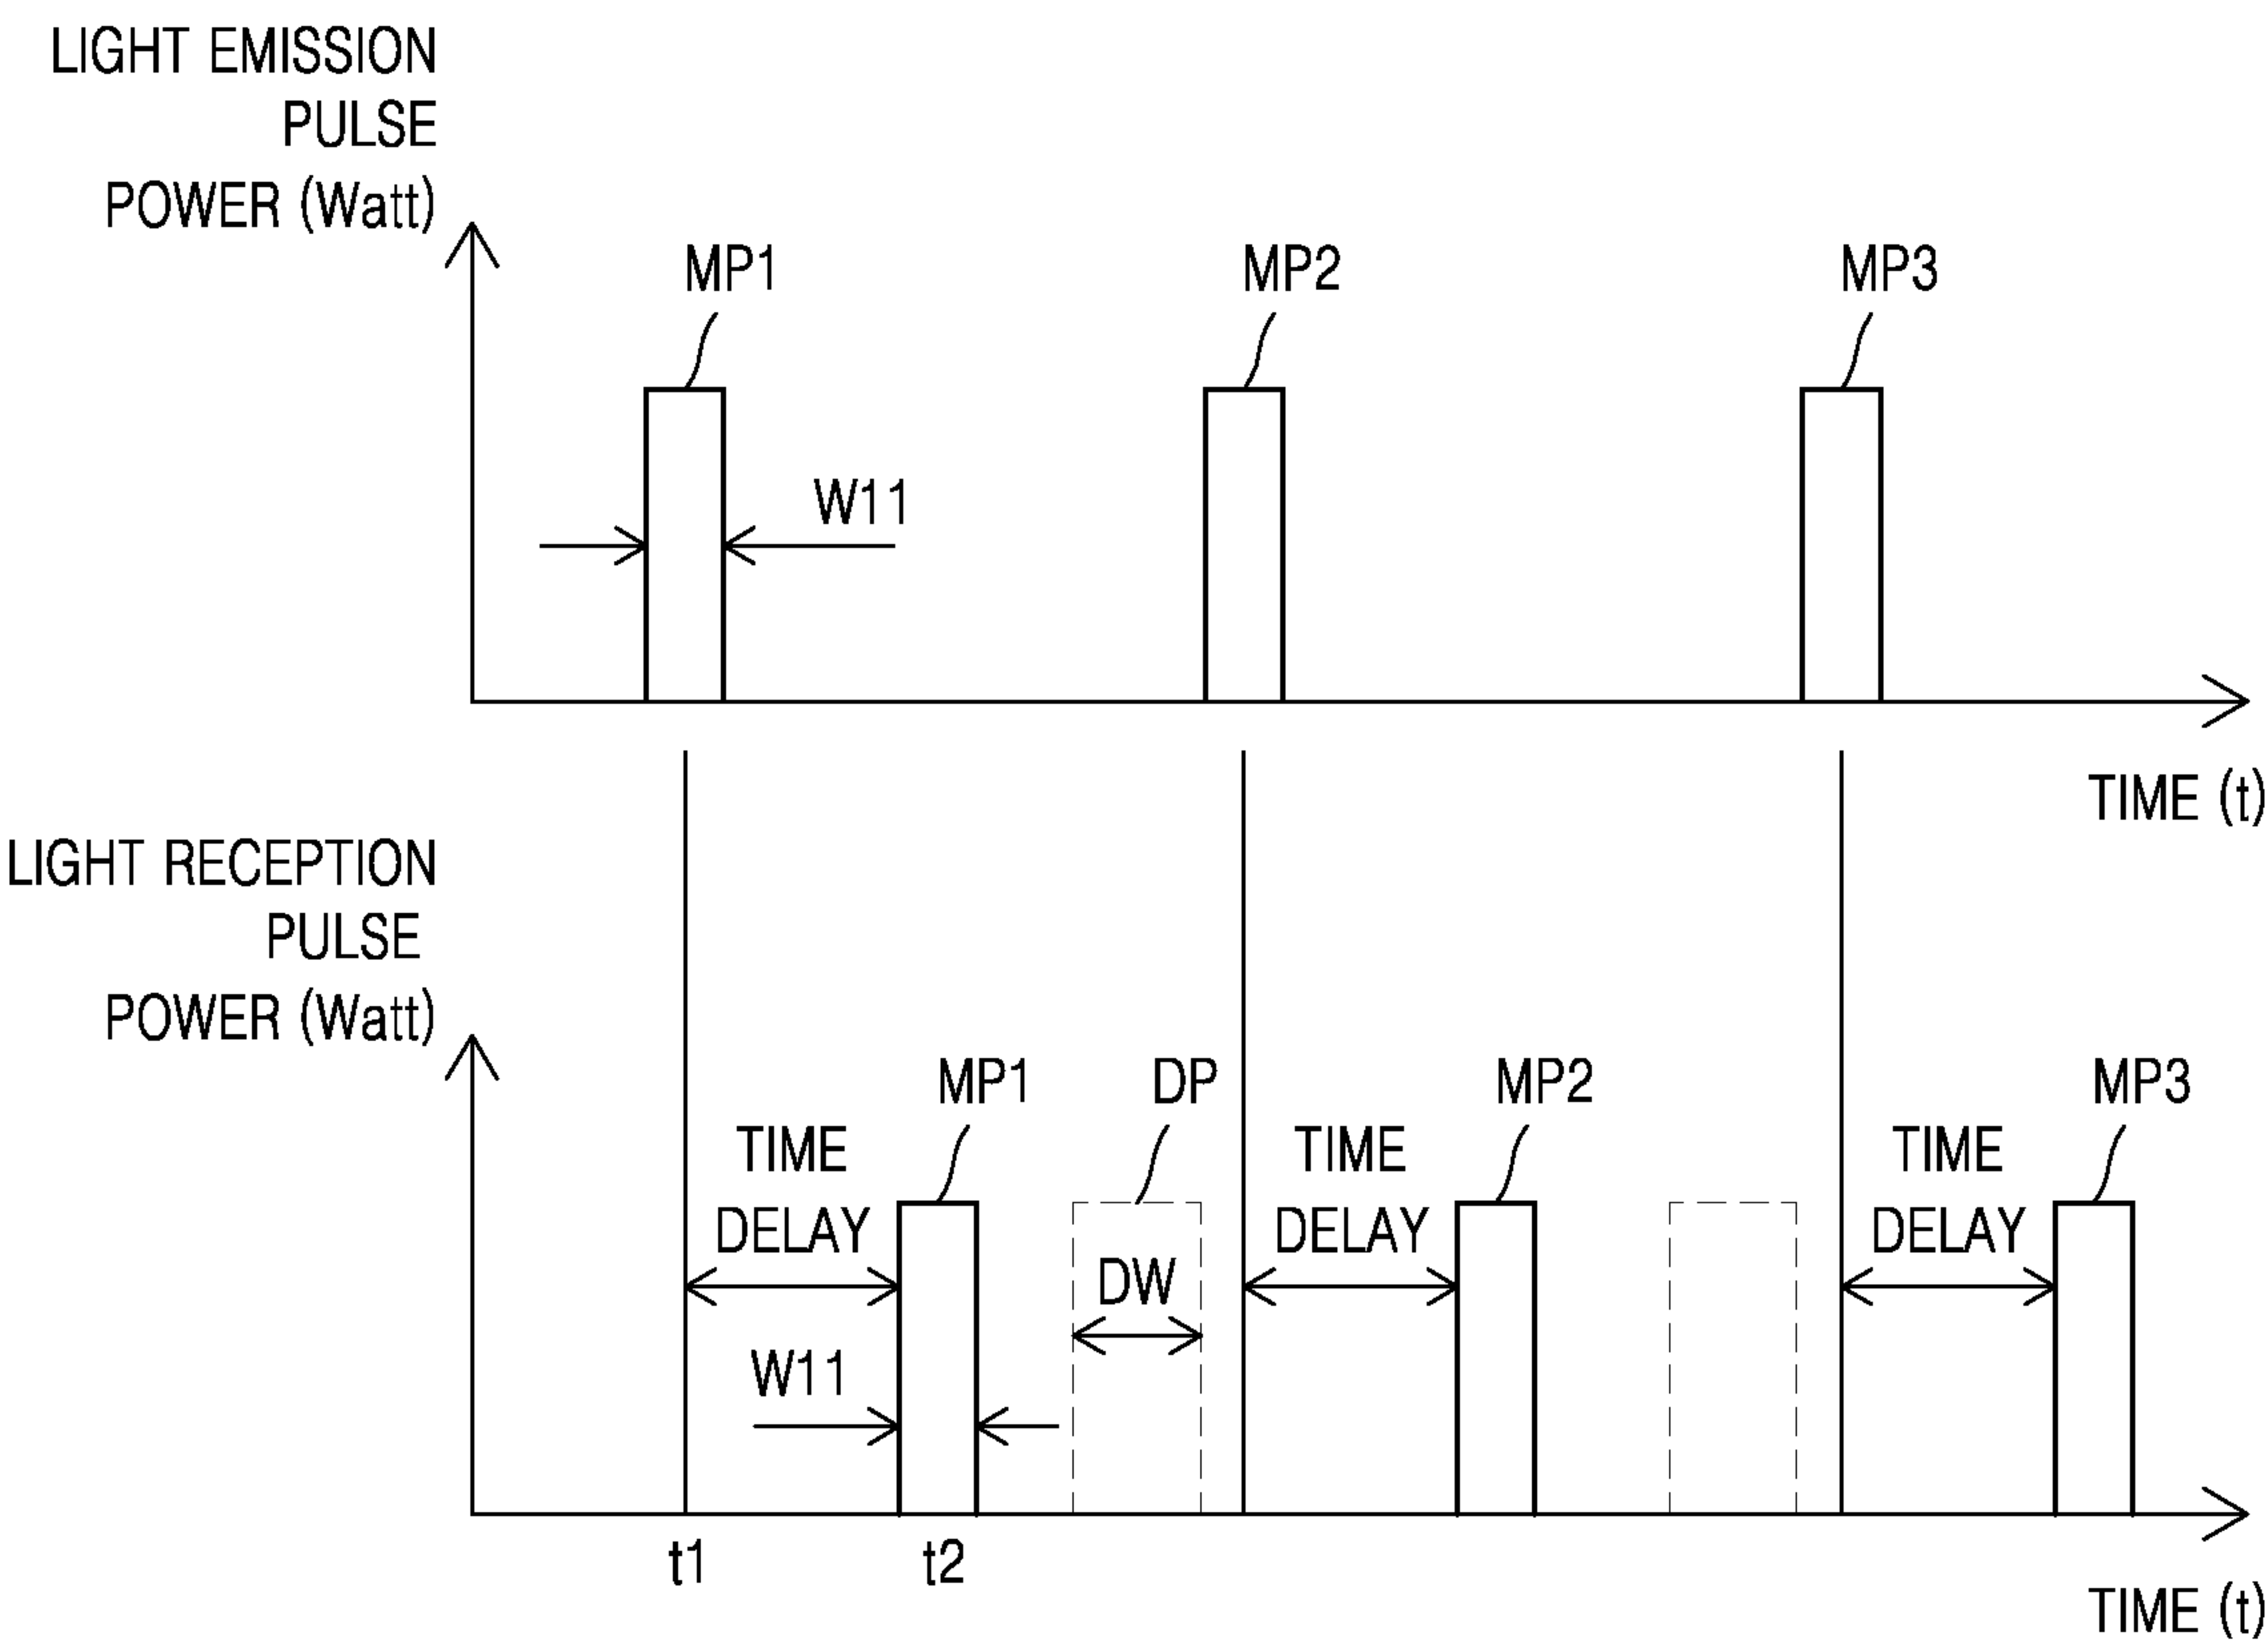 LIGHT EMISSION
PULSE
POWER (Watt)
MP1
MP2
MP3
W11
TIME (t)
LIGHT RECEPTION
PULSE
POWER (Watt)
MP1
DP
MP2
MP3
TIME
DELAY
TIME
DELAY
TIME
DELAY
DW
W11
t1
t2
TIME (t)